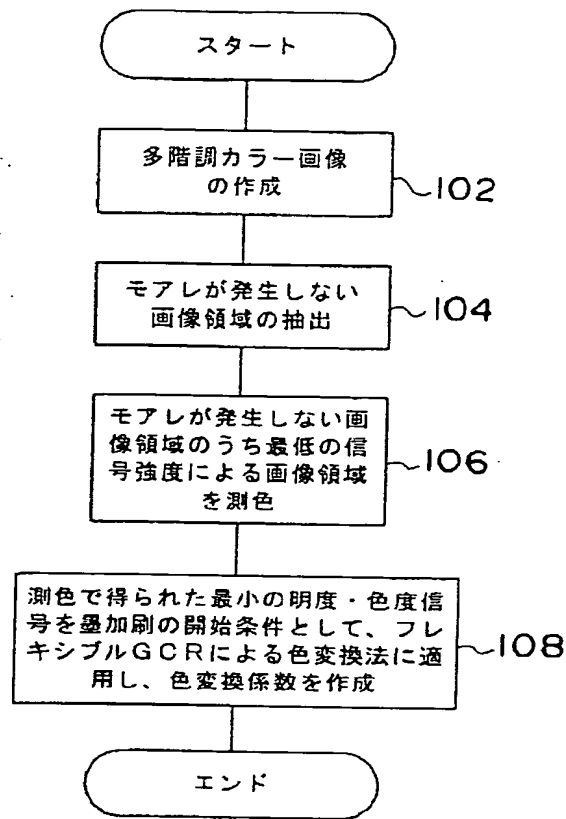 スタート
多階調カラー画像
の作成
102
モアレが発生しない
画像領域の抽出
104
モアレが発生しない画
像領域のうち最低の信
号強度による画像領域
を測色
106
測色で得られた最小の明度・色度信
号を墨加刷の開始条件として、フレ
キシブルGCRによる色変換法に適
用し、色変換係数を作成
108
エンド